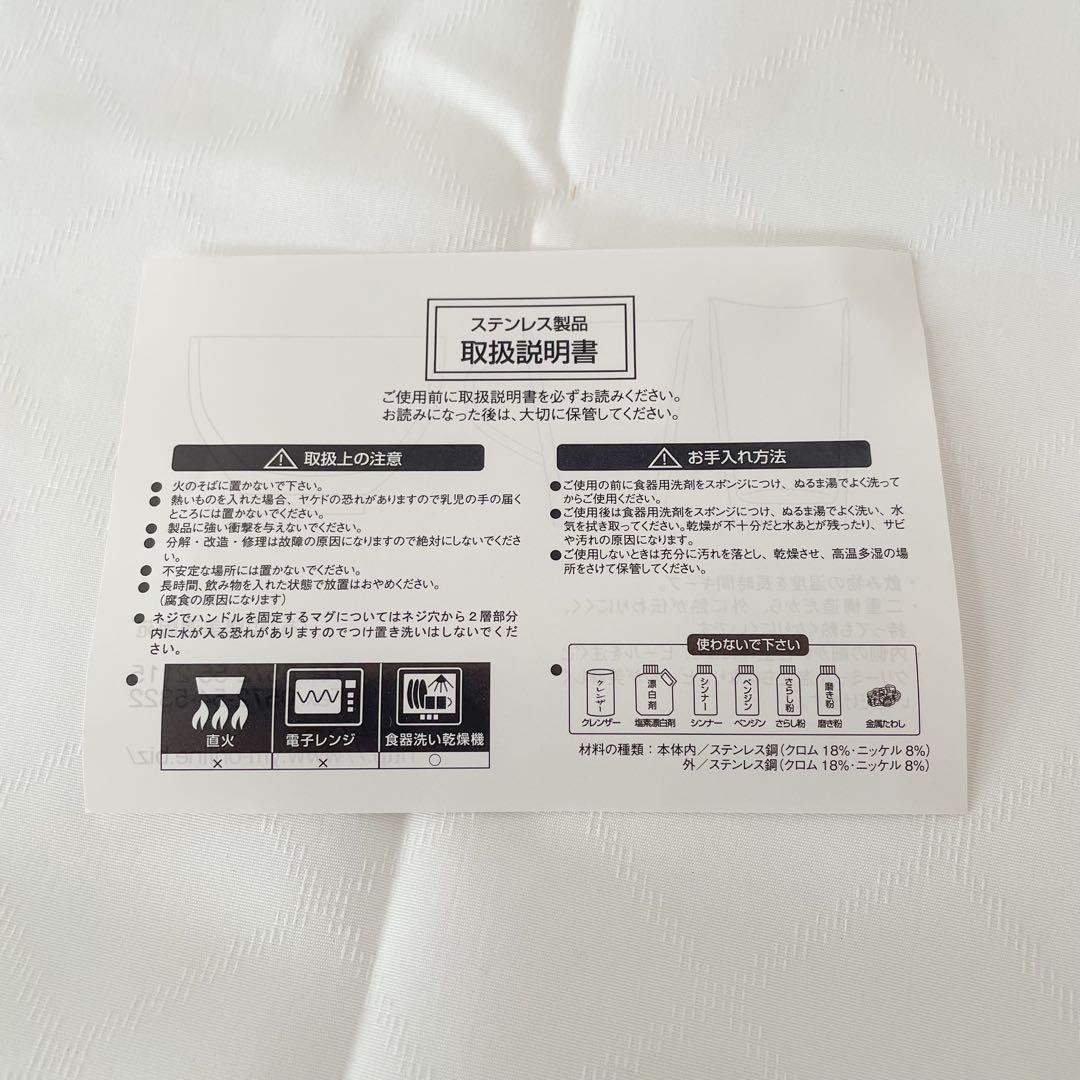 ステンレス製品
取扱説明書
ご使用前に取扱説明書を必ずお読みください。
お読みになった後は、大切に保管してください。
取扱上の注意
● 火のそばに置かないで下さい。
● 熱いものを入れた場合、ヤケドの恐れがありますので乳児の手の届く
ところには置かないでください。
● 製品に強い衝撃を与えないでください。
● 分解・改造・修理は故障の原因になりますので絶対にしないでくださ
い。
● 不安定な場所には置かないでください。
● 長時間、飲み物を入れた状態で放置はおやめください。
(腐食の原因になります)
● ネジでハンドルを固定するマグについてはネジ穴から2層部分
内に水が入る恐れがありますのでつけ置き洗いはしないでくだ
さい。
●
直火 電子レンジ 食器洗い乾燥機
× × ○
お手入れ方法
●ご使用の前に食器用洗剤をスポンジにつけ、ぬるま湯でよく洗って
からご使用ください。
●ご使用後は食器用洗剤をスポンジにつけ、ぬるま湯でよく洗い、水
気を拭き取ってください。乾燥が不十分だと水あとが残ったり、サビ
や汚れの原因になります。
●ご使用しないときは充分に汚れを落とし、乾燥させ、高温多湿の場
所をさけて保管してください。
使わないで下さい
●
クレンザー 漂白剤 シンナー ベンジン さらし粉 磨き粉
クレンザー 塩素漂白剤 シンナー ベンジン さらし粉 磨き粉 金属たわし
材料の種類：本体内／ステンレス鋼(クロム18%・ニッケル8%)
外／ステンレス鋼(クロム18%・ニッケル8%)